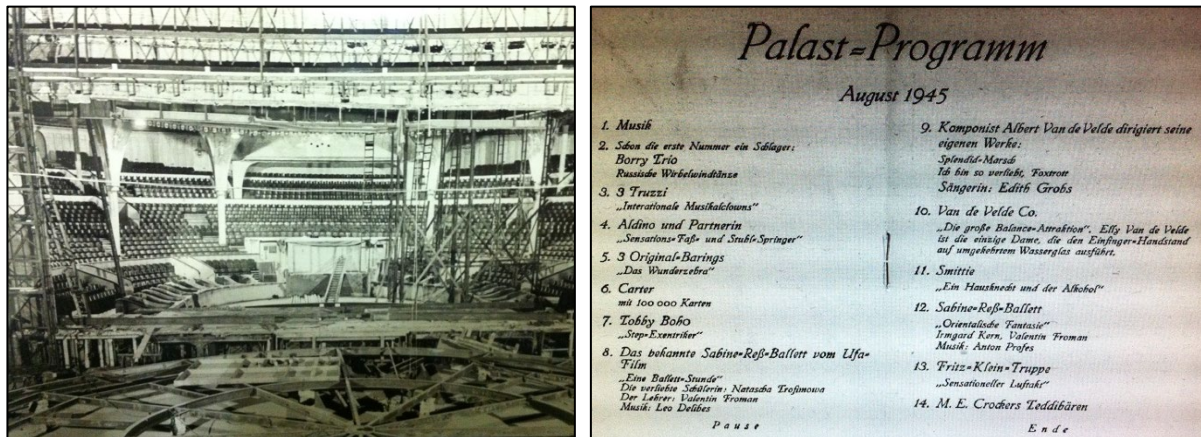 Palast=Programm
August 1945
1. Musik
2. Schon die erste Nummer ein Schlager:
Borry Trio
Russische Wirbelwindtänze
3. 3 Truzzi
„Interationale Musikalclowns"
4. Aldino und Partnerin
„Sensations=Faß= und Stuhl=Springer"
5. 3 Original=Barings
„Das Wunderzebra"
6. Carter
mit 100 000 Karten
7. Tobby Boho
„Step=Exentriker"
8. Das bekannte Sabine=Reß=Ballett vom Ufa=
Film
„Eine Ballett=Stunde"
Die verliebte Schülerin: Natascha Trofimowa
Der Lehrer: Valentin Froman
Musik: Leo Delibes
Pause
9. Komponist Albert Van de Velde dirigiert seine
eigenen Werke:
Splendid=Marsch
Ich bin so verliebt, Foxtrott
Sängerin: Edith Grobs
10. Van de Velde Co.
„Die große Balance=Attraktion". Elly Van de Velde
ist die einzige Dame, die den Einfinger=Handstand
auf umgekehrtem Wasserglas ausführt.
11. Smittie
„Ein Hausknecht und der Alkohol"
12. Sabine=Reß=Ballett
„Orientalische Fantasie"
Irmgard Kern, Valentin Froman
Musik: Anton Profes
13. Fritz=Klein=Truppe
„Sensationeller Luftakt"
14. M. E. Crockers Teddibären
Ende